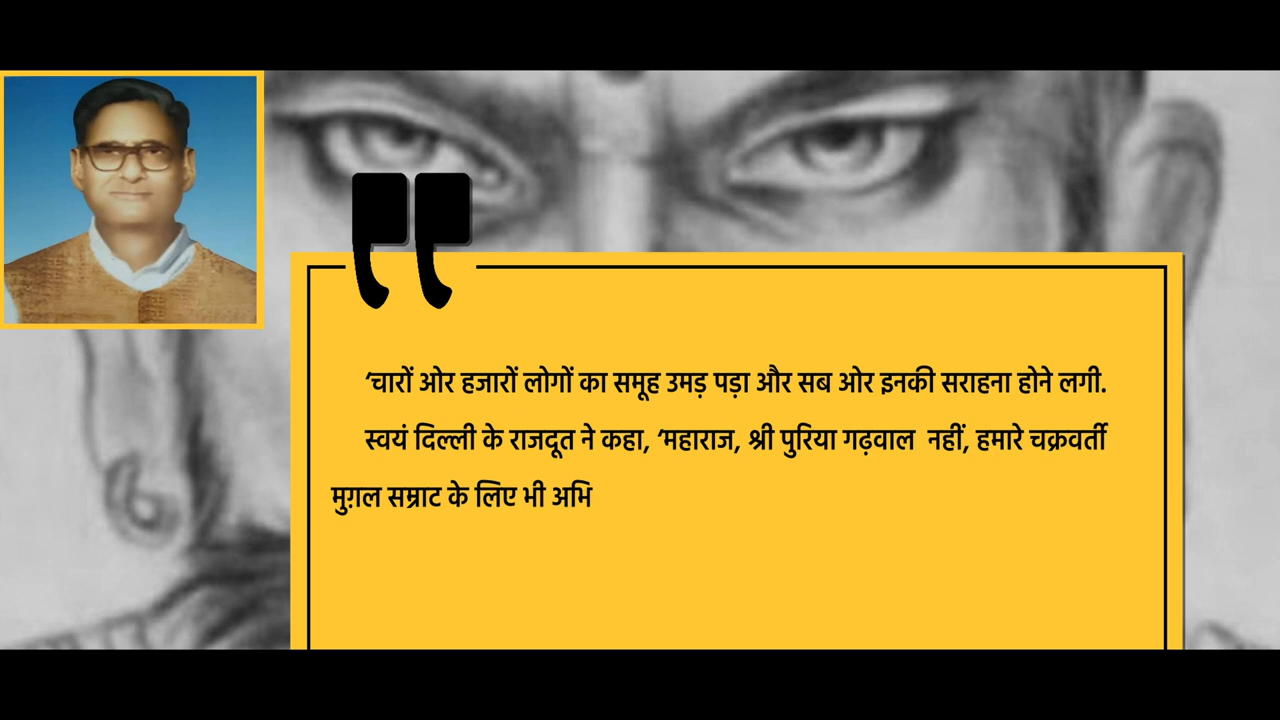 ‘चारों ओर हजारों लोगों का समूह उमड़ पड़ा और सब ओर इनकी सराहना होने लगी.
स्वयं दिल्ली के राजदूत ने कहा, ‘महाराज, श्री पुरिया गढ़वाल नहीं, हमारे चक्रवर्ती
मुग़ल सम्राट के लिए भी अभि